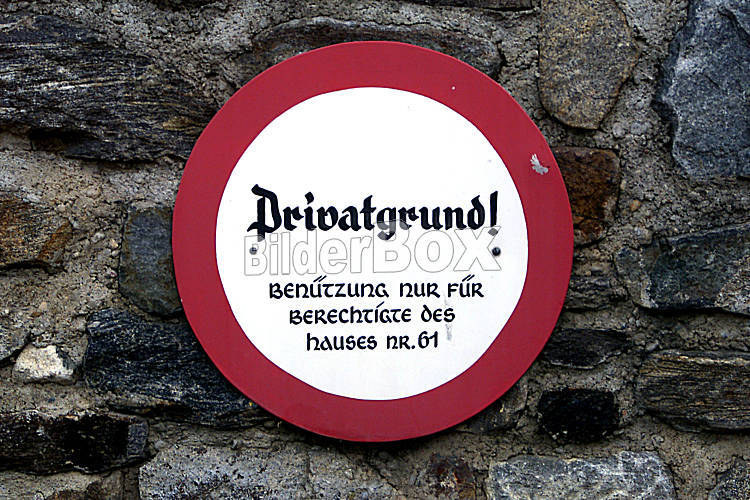 Privatgrund!
BilderBOX
Benützung nur für
Berechtigte des
Hauses nr.61